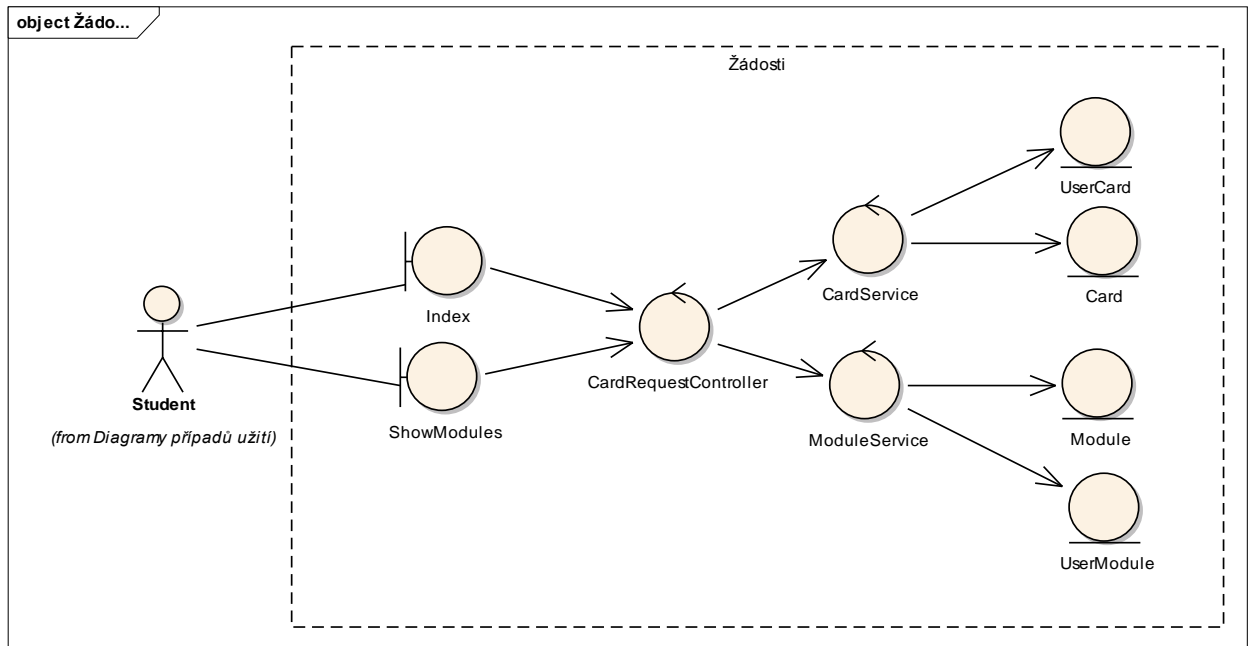 object Žádo...
Žádosti
UserCard
CardService
Card
Index
CardRequestController
Student
(from Diagramy případů užití)
ShowModules
ModuleService
Module
UserModule